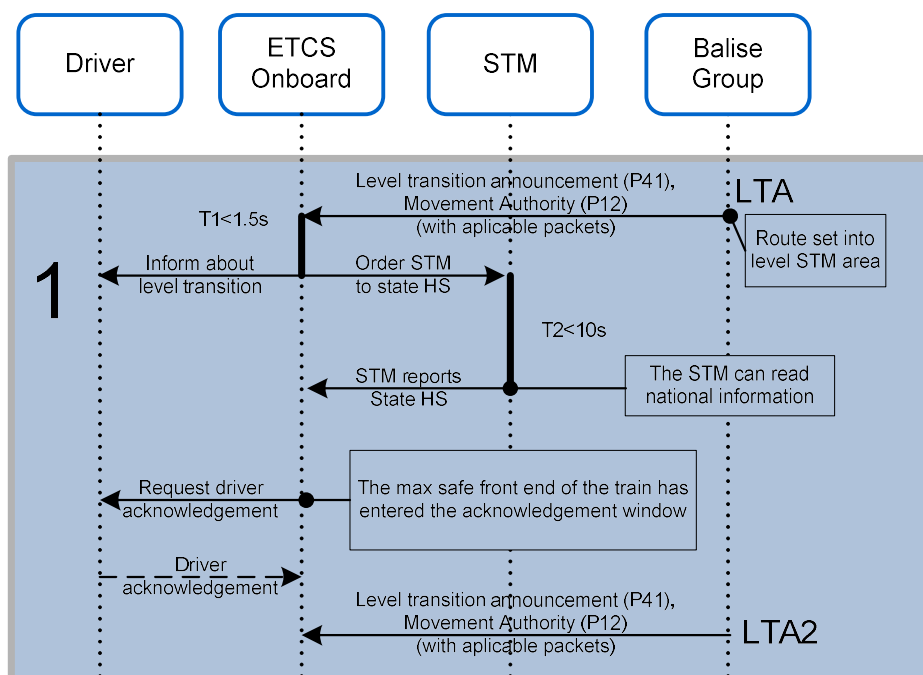 Driver
ETCS
Onboard
STM
Balise
Group
Level transition announcement (P41),
Movement Authority (P12)
(with aplicable packets)
LTA
T1<1.5s
Route set into
level STM area
Inform about
level transition
Order STM
to state HS
1
T2<10s
STM reports
State HS
The STM can read
national information
Request driver
acknowledgement
The max safe front end of the train has
entered the acknowledgement window
Driver
acknowledgement
Level transition announcement (P41),
Movement Authority (P12)
(with aplicable packets)
LTA2